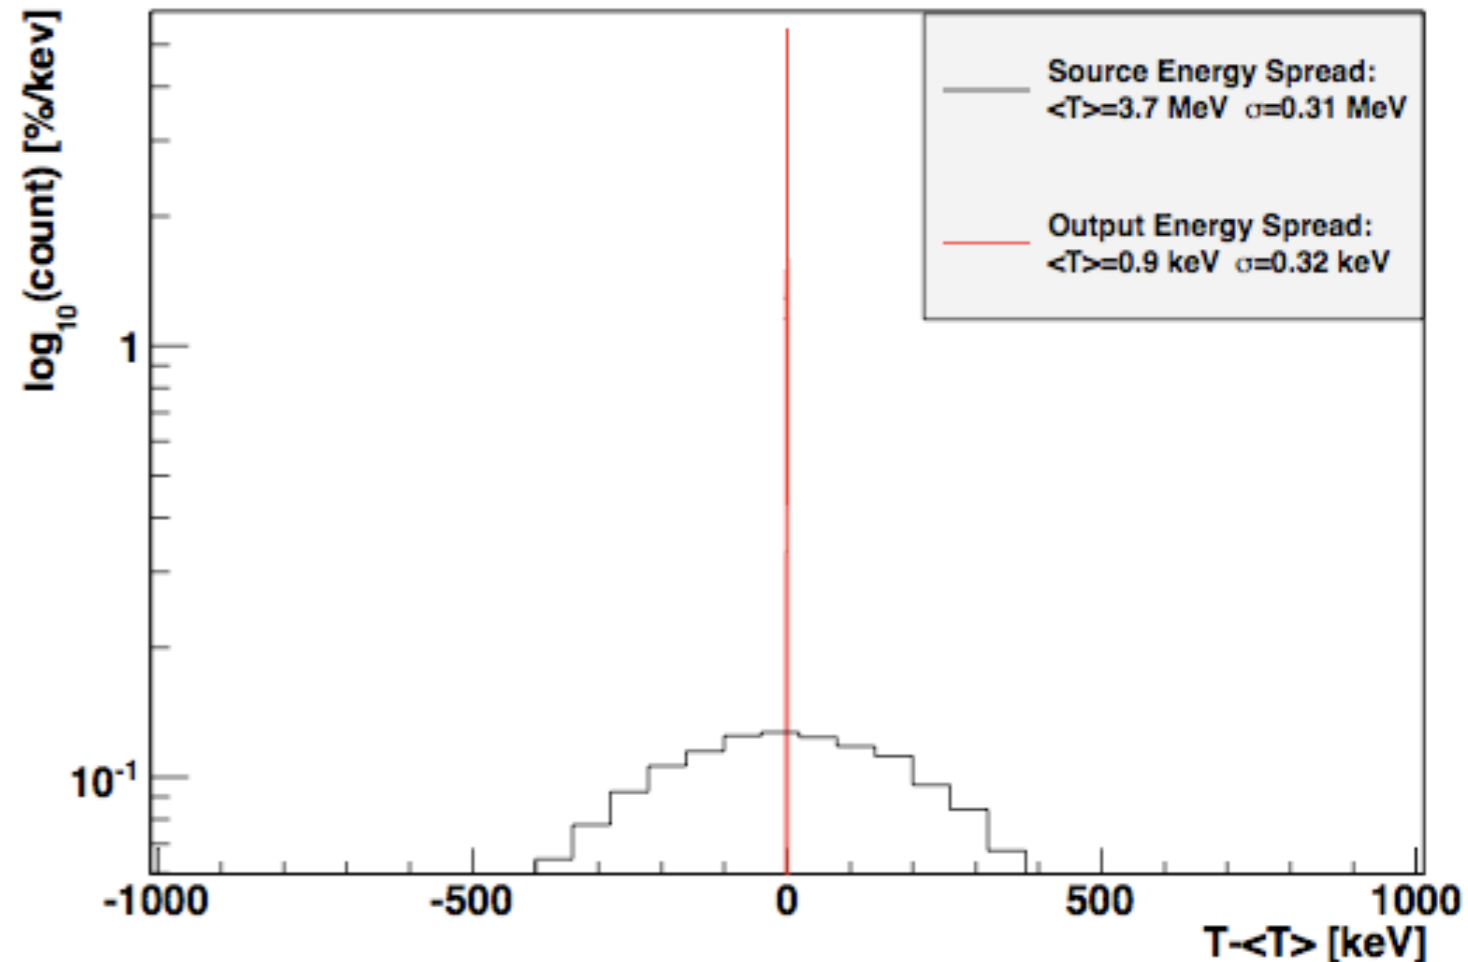 log10(count) [%/kev]
Source Energy Spread:
<T>=3.7 MeV σ=0.31 MeV
Output Energy Spread:
<T>=0.9 keV σ=0.32 keV
1
10-1
-1000 -500 0 500 1000
T-<T> [keV]